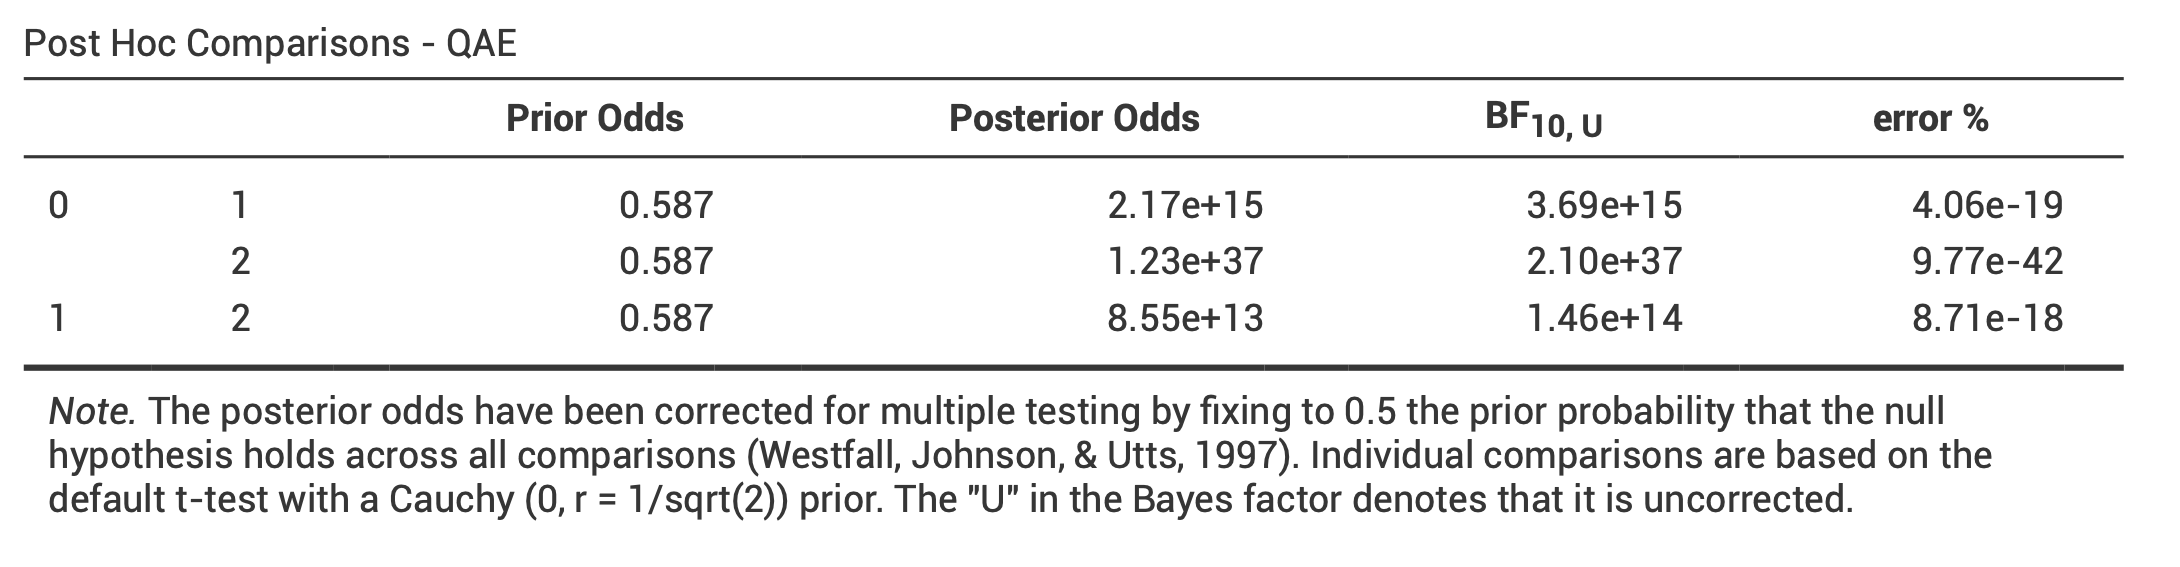 Post Hoc Comparisons - QAE
Prior Odds Posterior Odds BF10, U error %
0 1 0.587 2.17e+15 3.69e+15 4.06e-19
2 0.587 1.23e+37 2.10e+37 9.77e-42
1 2 0.587 8.55e+13 1.46e+14 8.71e-18
Note. The posterior odds have been corrected for multiple testing by fixing to 0.5 the prior probability that the null
hypothesis holds across all comparisons (Westfall, Johnson, & Utts, 1997). Individual comparisons are based on the
default t-test with a Cauchy (0, r = 1/sqrt(2)) prior. The "U" in the Bayes factor denotes that it is uncorrected.